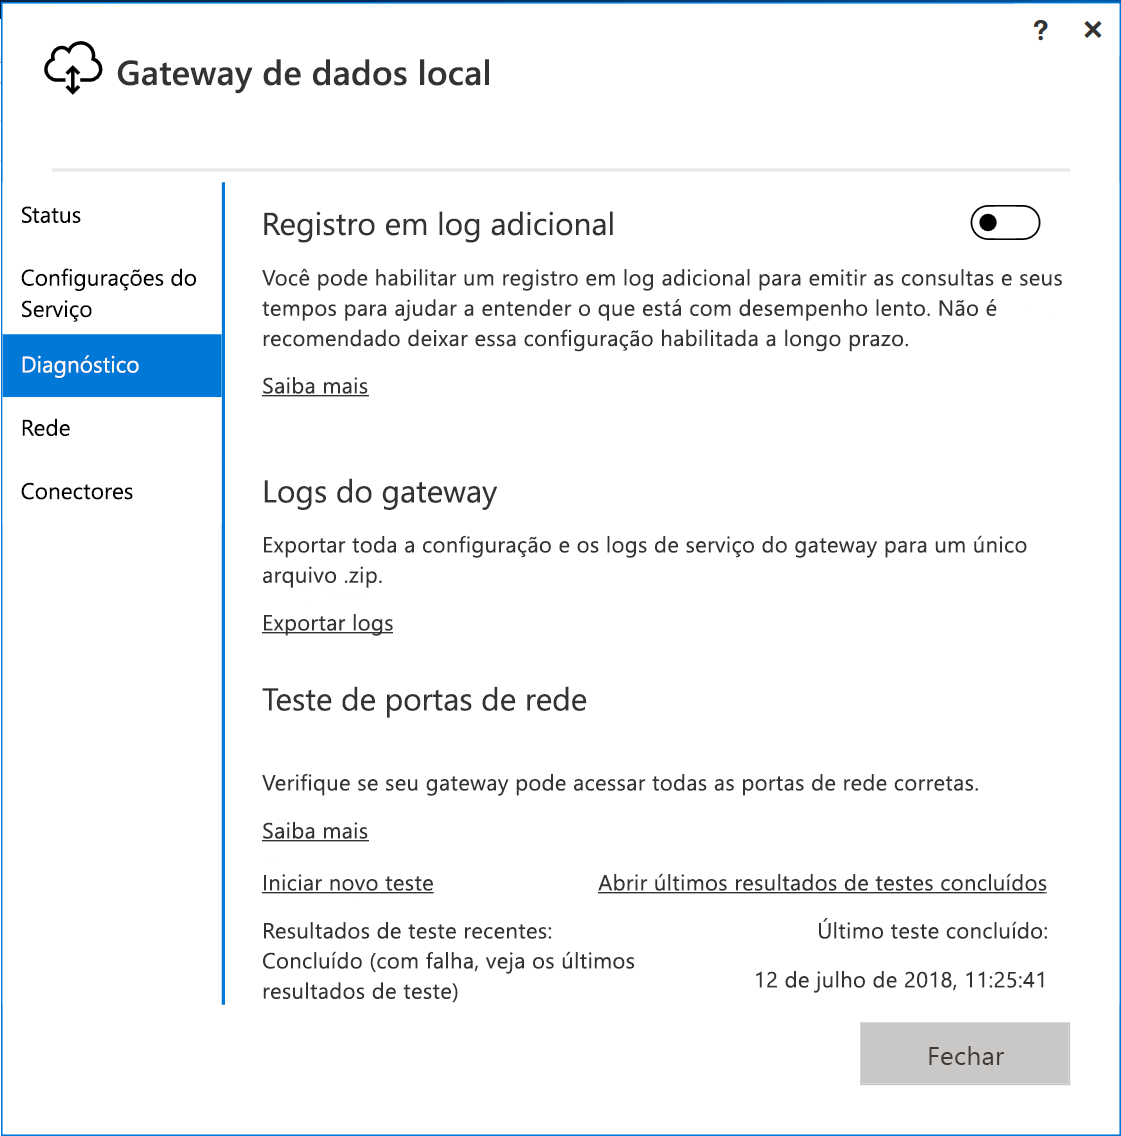 ?
Gateway de dados local
Status
Configurações do
Serviço
Diagnóstico
Rede
Conectores
Registro em log adicional
Você pode habilitar um registro em log adicional para emitir as consultas e seus
tempos para ajudar a entender o que está com desempenho lento. Não é
recomendado deixar essa configuração habilitada a longo prazo.
Saiba mais
Logs do gateway
Exportar toda a configuração e os logs de serviço do gateway para um único
arquivo .zip.
Exportar logs
Teste de portas de rede
Verifique se seu gateway pode acessar todas as portas de rede corretas.
Saiba mais
Iniciar novo teste
Abrir últimos resultados de testes concluídos
Resultados de teste recentes:
Concluído (com falha, veja os últimos
resultados de teste)
Último teste concluído:
12 de julho de 2018, 11:25:41
Fechar